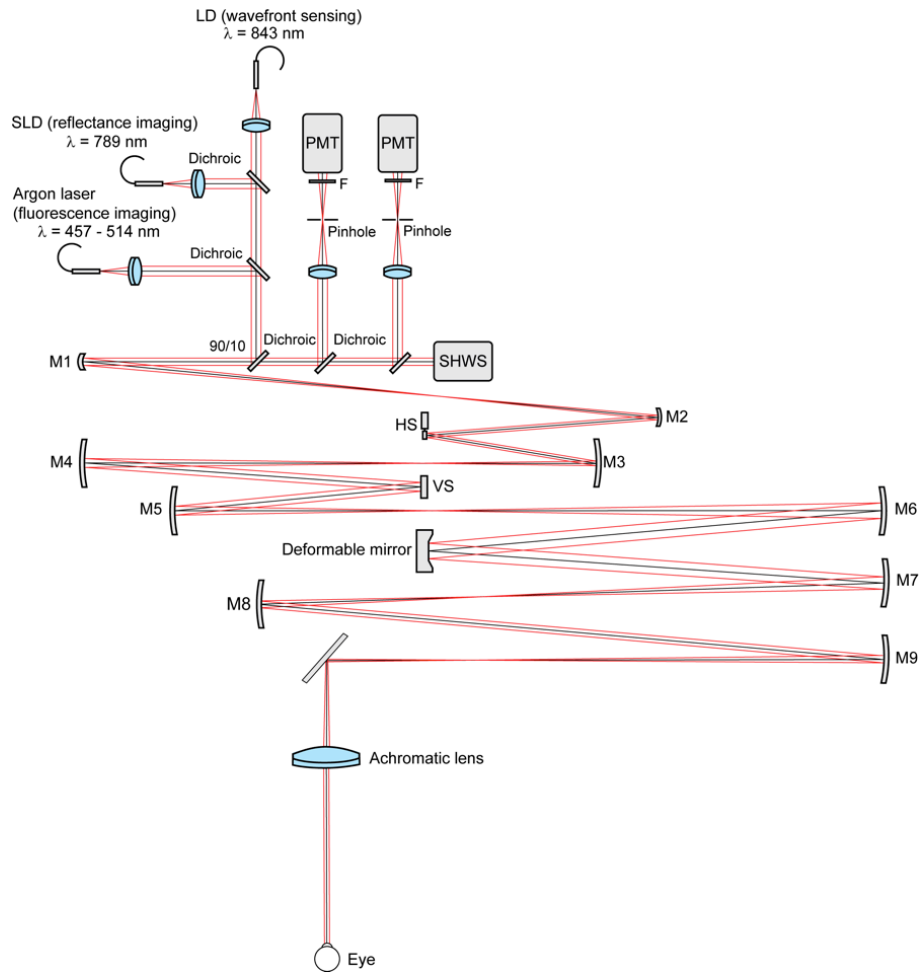 LD (wavefront sensing)
λ = 843 nm
SLD (reflectance imaging)
λ = 789 nm
Dichroic
PMT
PMT
F
F
Argon laser
(fluorescence imaging)
λ = 457 - 514 nm
Pinhole
Pinhole
Dichroic
90/10
Dichroic
Dichroic
M1
SHWS
M2
HS
M4
M3
VS
M5
M6
Deformable mirror
M7
M8
M9
Achromatic lens
Eye